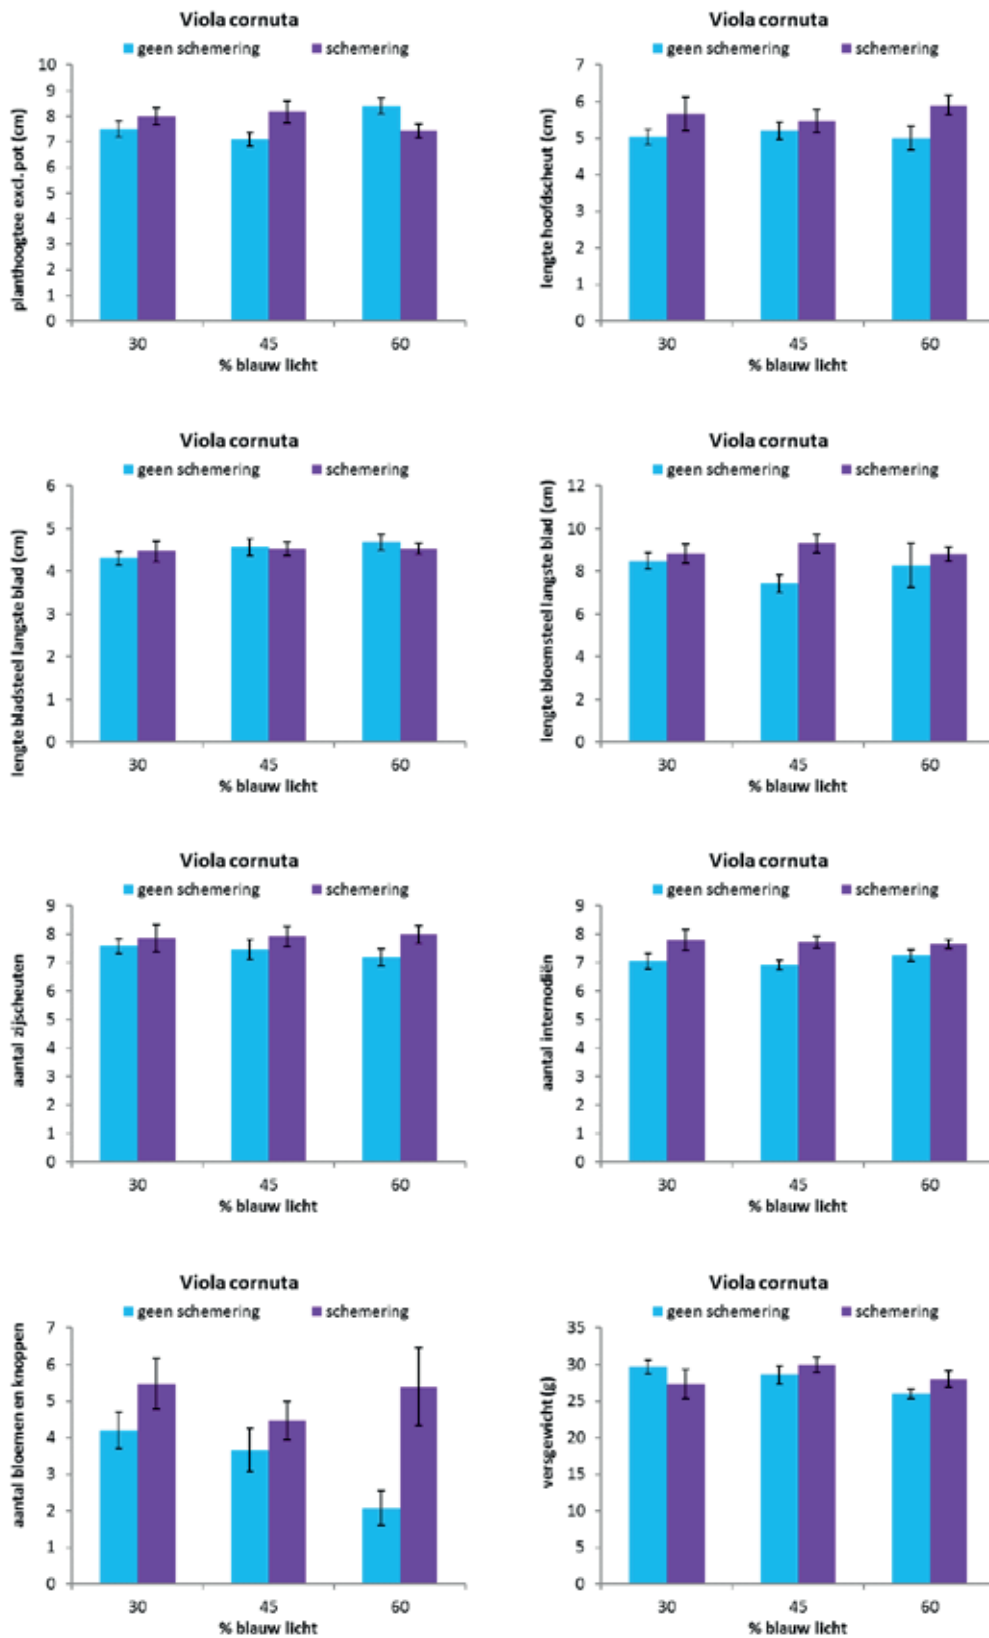 Viola cornuta
geen schemering schemering
planthoogtee excl. pot (cm)
10
9
8
7
6
5
4
3
2
1
0
30 45 60
% blauw licht
Viola cornuta
geen schemering schemering
lengte hoofdscheut (cm)
7
6
5
4
3
2
1
0
30 45 60
% blauw licht
Viola cornuta
geen schemering schemering
lengte bladsteel langste blad (cm)
6
5
4
3
2
1
0
30 45 60
% blauw licht
Viola cornuta
geen schemering schemering
lengte bloemsteel langste blad (cm)
12
10
8
6
4
2
0
30 45 60
% blauw licht
Viola cornuta
geen schemering schemering
aantal zijscheuten
9
8
7
6
5
4
3
2
1
0
30 45 60
% blauw licht
Viola cornuta
geen schemering schemering
aantal internodiën
9
8
7
6
5
4
3
2
1
0
30 45 60
% blauw licht
Viola cornuta
geen schemering schemering
aantal bloemen en knoppen
7
6
5
4
3
2
1
0
30 45 60
% blauw licht
Viola cornuta
geen schemering schemering
versgewicht (g)
35
30
25
20
15
10
5
0
30 45 60
% blauw licht